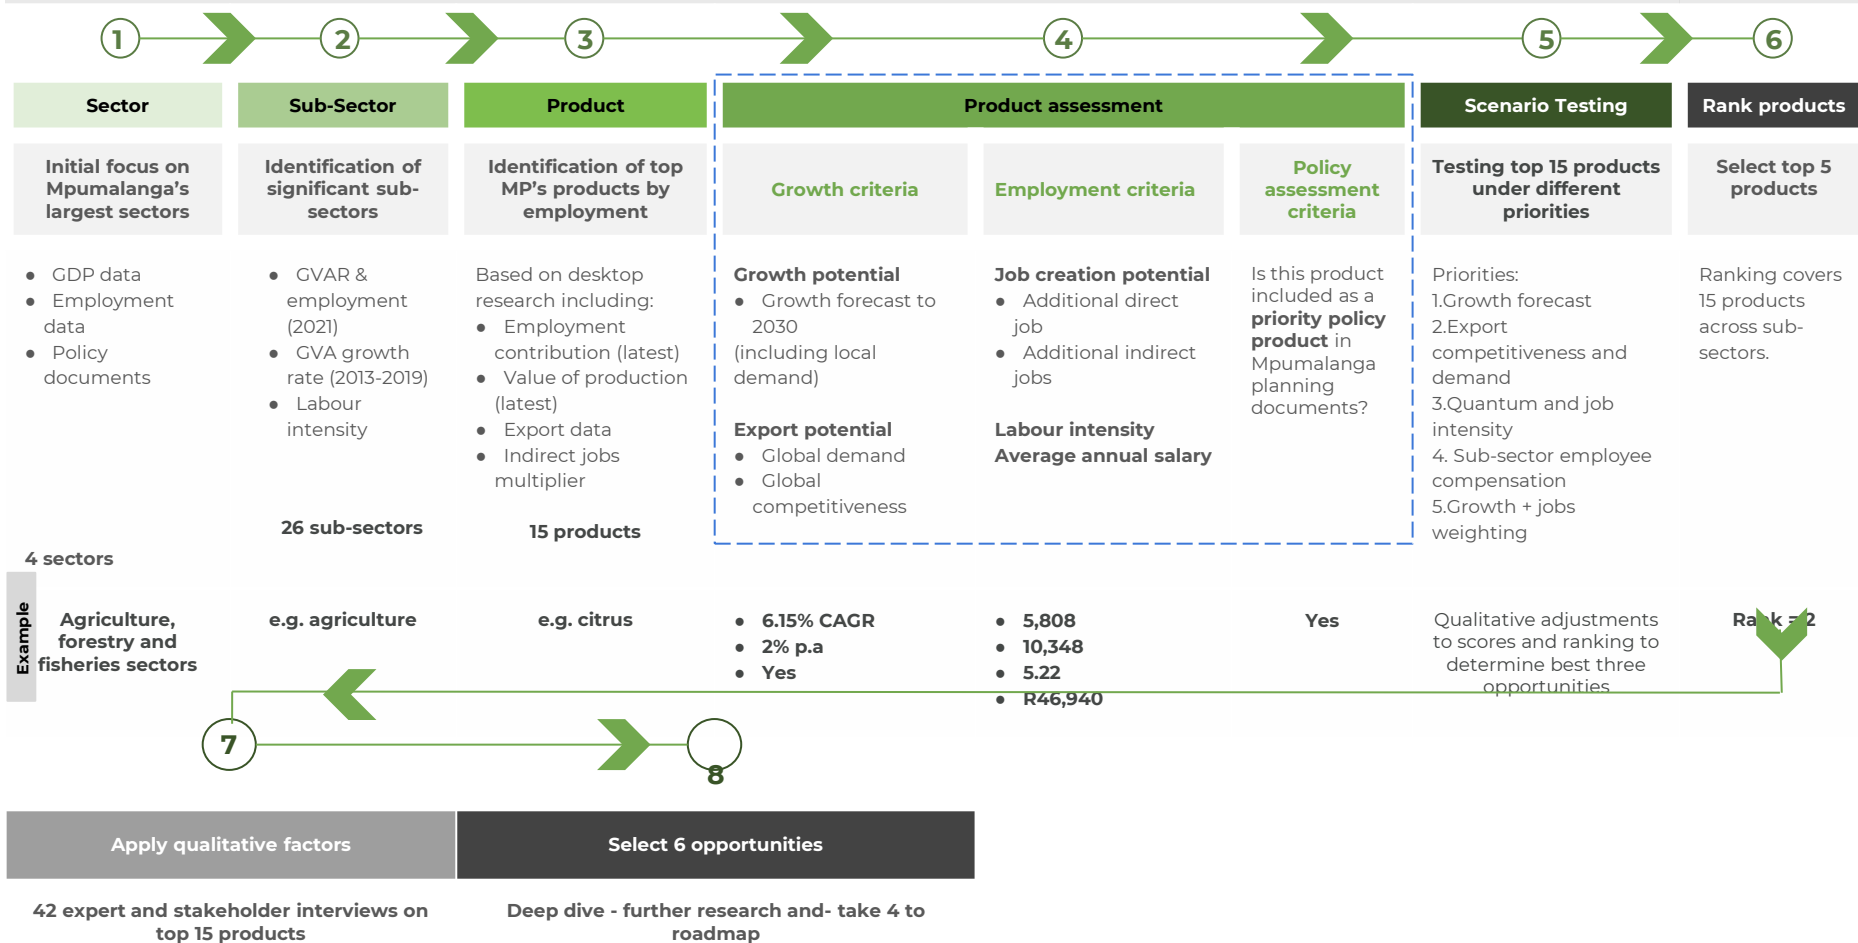 1
2
3
4
5
6
Sector
Sub-Sector
Product
Product assessment
Scenario Testing
Rank products
Initial focus on
Mpumalanga's
largest sectors
Identification of
significant sub-
sectors
Identification of top
MP's products by
employment
Growth criteria
Employment criteria
Policy
assessment
criteria
Testing top 15 products
under different
priorities
Select top 5
products
● GDP data
● Employment
data
● Policy
documents
4 sectors
● GVAR &
employment
(2021)
● GVA growth
rate (2013-2019)
● Labour
intensity
26 sub-sectors
Based on desktop
research including:
● Employment
contribution (latest)
● Value of production
(latest)
● Export data
● Indirect jobs
multiplier
15 products
Growth potential
● Growth forecast to
2030
(including local
demand)
Export potential
● Global demand
● Global
competitiveness
Job creation potential
● Additional direct
job
● Additional indirect
jobs
Labour intensity
Average annual salary
Is this product
included as a
priority policy
product in
Mpumalanga
planning
documents?
Priorities:
1.Growth forecast
2.Export
competitiveness and
demand
3.Quantum and job
intensity
4. Sub-sector employee
compensation
5.Growth + jobs
weighting
Ranking covers
15 products
across sub-
sectors.
Example
Agriculture,
forestry and
fisheries sectors
e.g. agriculture
e.g. citrus
● 6.15% CAGR
● 2% p.a
● Yes
● 5,808
● 10,348
● 5.22
● R46,940
Yes
Qualitative adjustments
to scores and ranking to
determine best three
opportunities
Rank = 2
7
8
Apply qualitative factors
Select 6 opportunities
42 expert and stakeholder interviews on
top 15 products
Deep dive - further research and- take 4 to
roadmap